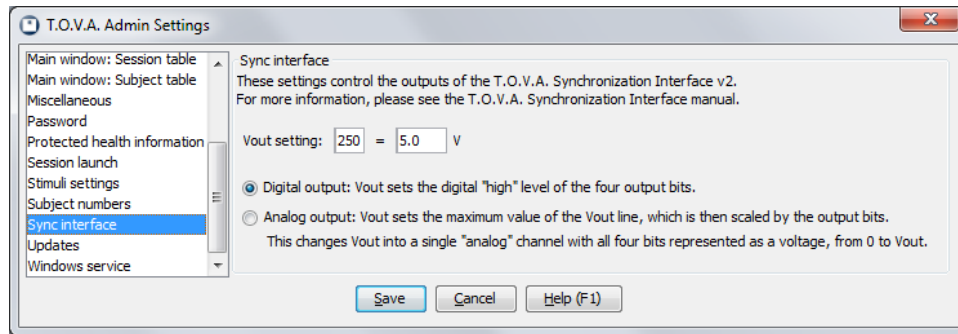 T.O.V.A. Admin Settings
Main window: Session table
Main window: Subject table
Miscellaneous
Password
Protected health information
Session launch
Stimuli settings
Subject numbers
Sync interface
Updates
Windows service
Sync interface
These settings control the outputs of the T.O.V.A. Synchronization Interface v2.
For more information, please see the T.O.V.A. Synchronization Interface manual.
Vout setting: 250 = 5.0 V
Digital output: Vout sets the digital "high" level of the four output bits.
Analog output: Vout sets the maximum value of the Vout line, which is then scaled by the output bits.
This changes Vout into a single "analog" channel with all four bits represented as a voltage, from 0 to Vout.
Save Cancel Help (F1)